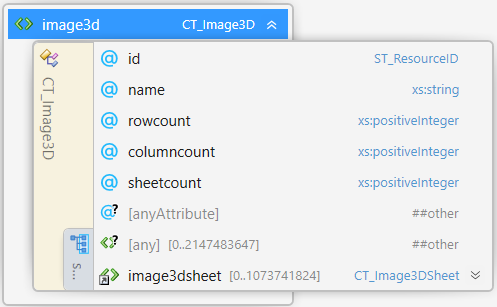 image3d CT_Image3D
CT_Image3D
id ST_ResourceID
name xs:string
rowcount xs:positiveInteger
columncount xs:positiveInteger
sheetcount xs:positiveInteger
[anyAttribute] ##other
[any] [0..2147483647] ##other
S...
image3dsheet [0..1073741824] CT_Image3DSheet